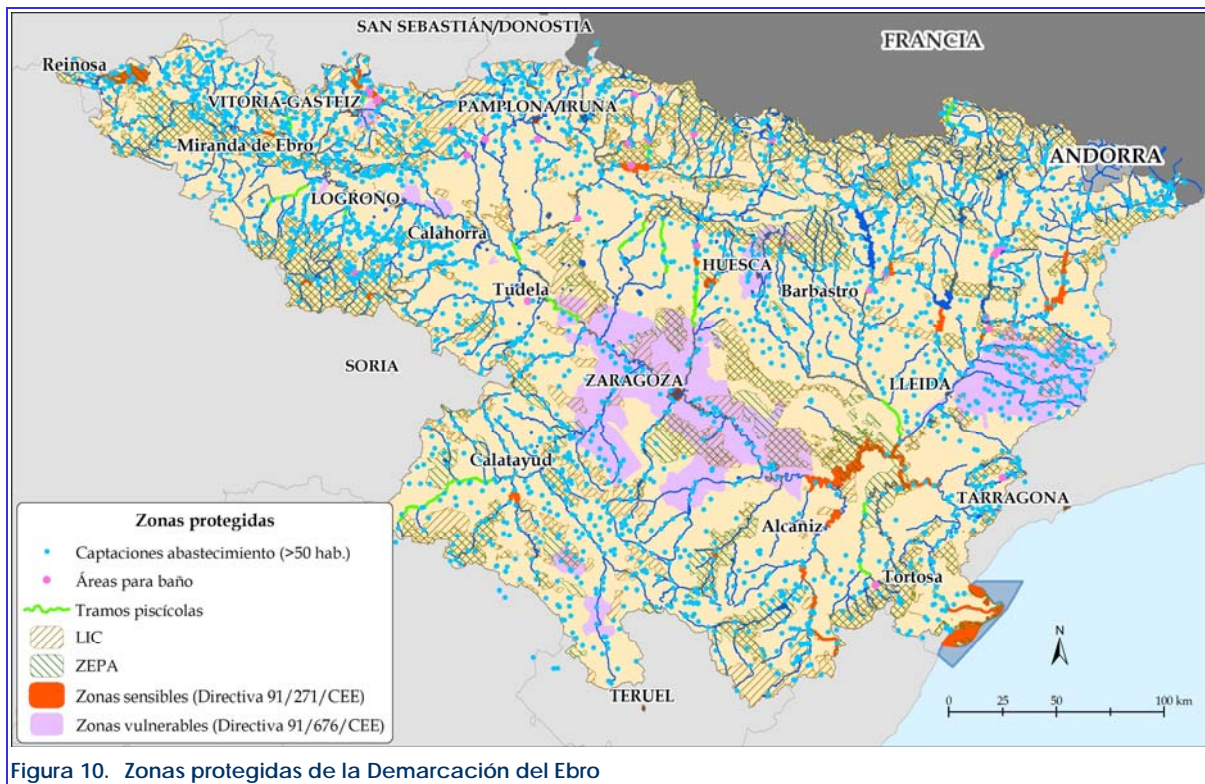 SAN SEBASTIÁN/DONOSTIA
FRANCIA
Reinosa
VITORIA-GASTEIZ
PAMPLONA/IRUNA
Miranda de Ebro
ANDORRA
LOGROÑO
Calahorra
HUESCA
Tudela
Barbastro
SORIA
ZARAGOZA
LLEIDA
Calatayud
TARRAGONA
Alcañiz
Tortosa
TERUEL
Zonas protegidas
Captaciones abastecimiento (>50 hab.)
Áreas para baño
Tramos piscícolas
LIC
ZEPA
Zonas sensibles (Directiva 91/271/CEE)
Zonas vulnerables (Directiva 91/676/CEE)
N
0 25 50 100 km
Figura 10. Zonas protegidas de la Demarcación del Ebro